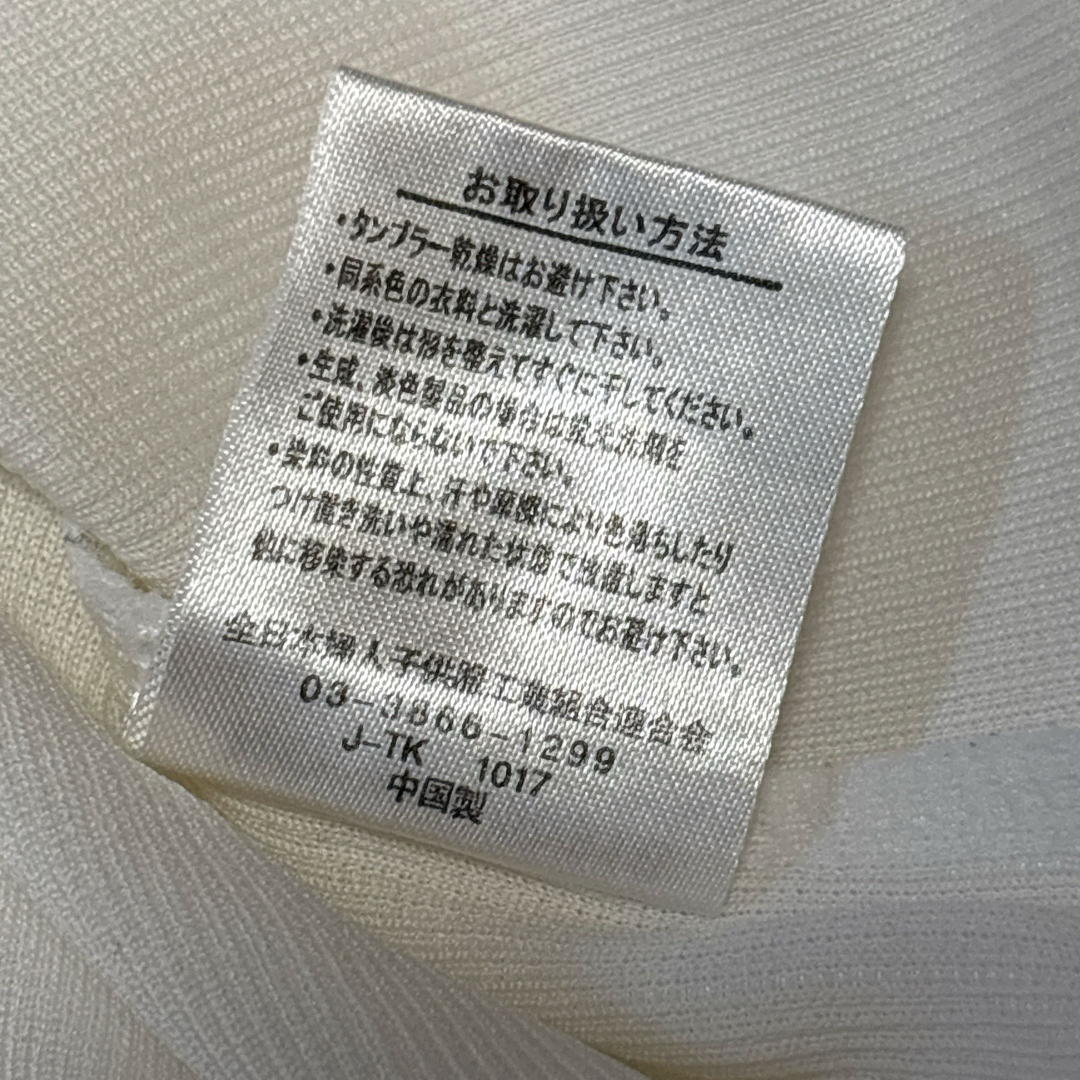 お取り扱い方法
・タンブラー乾燥はお避け下さい。
・同系色の衣料と洗濯して下さい。
・洗濯後は形を整えてすぐに干してください。
・生成、淡色製品の場合は蛍光洗剤を
ご使用にならないで下さい。
・染料の性質上、汗や摩擦により色落ちしたり
つけ置き洗いや濡れた状態で放置しますと
他に移染する恐れがありますのでお避け下さい。
全日本婦人子供服工業組合連合会
03-3866-1299
J-TK 1017
中国製